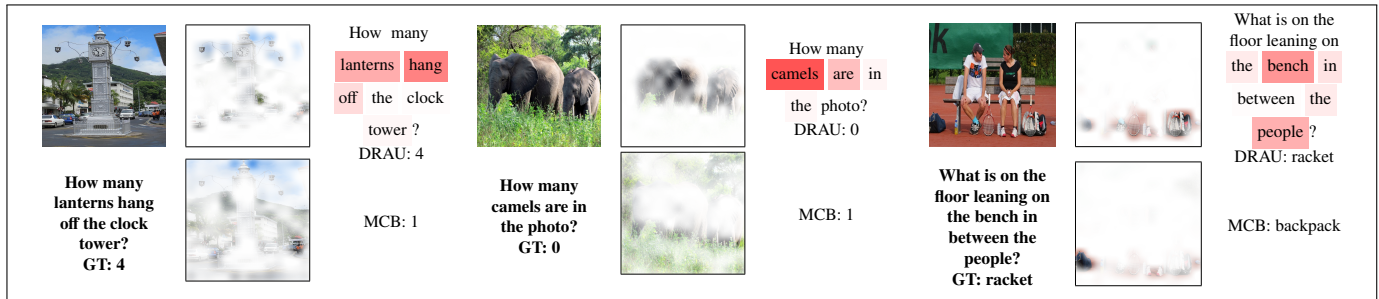 How many
lanterns hang
off the clock
tower ?
DRAU: 4
How many
lanterns hang
off the clock
tower?
GT: 4
MCB: 1
How many
camels are in
the photo?
DRAU: 0
How many
camels are in
the photo?
GT: 0
MCB: 1
k
What is on the
floor leaning on
the bench in
between the
people ?
DRAU: racket
What is on the
floor leaning on
the bench in
between the
people?
GT: racket
MCB: backpack